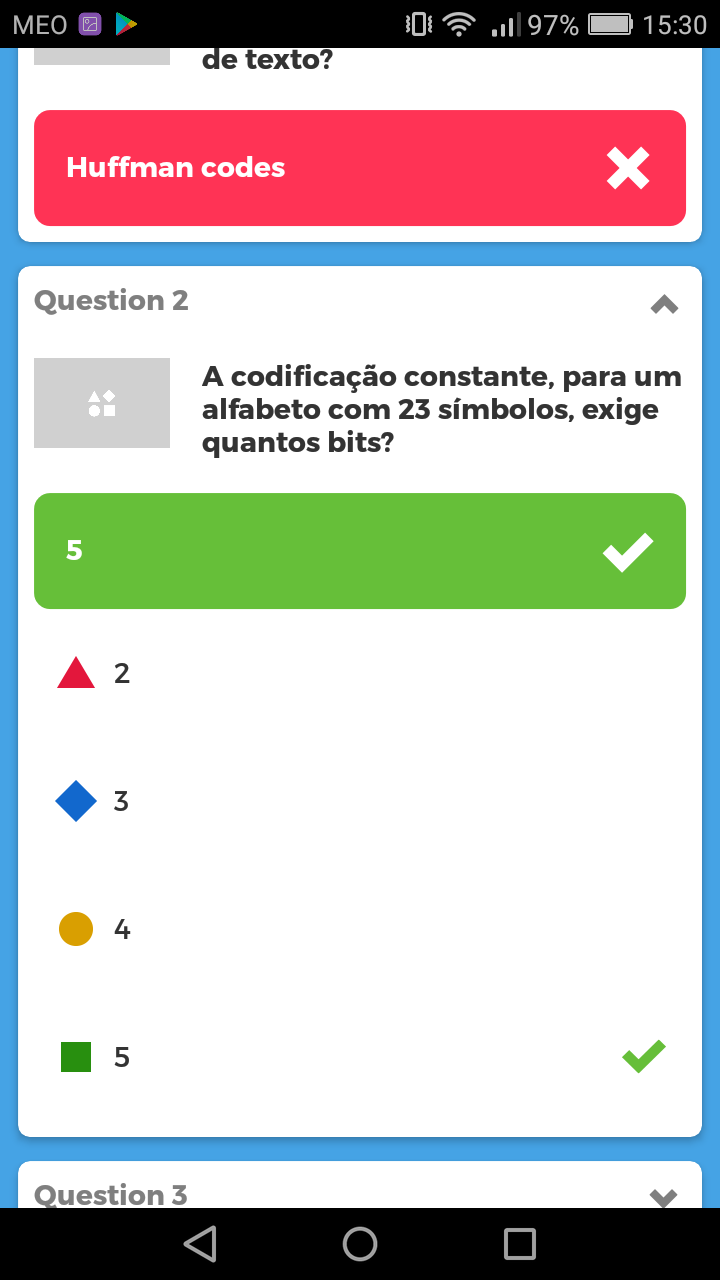 MEO 97% 15:30
de texto?
Huffman codes
Question 2
A codificação constante, para um
alfabeto com 23 símbolos, exige
quantos bits?
5
2
3
4
5
Question 3